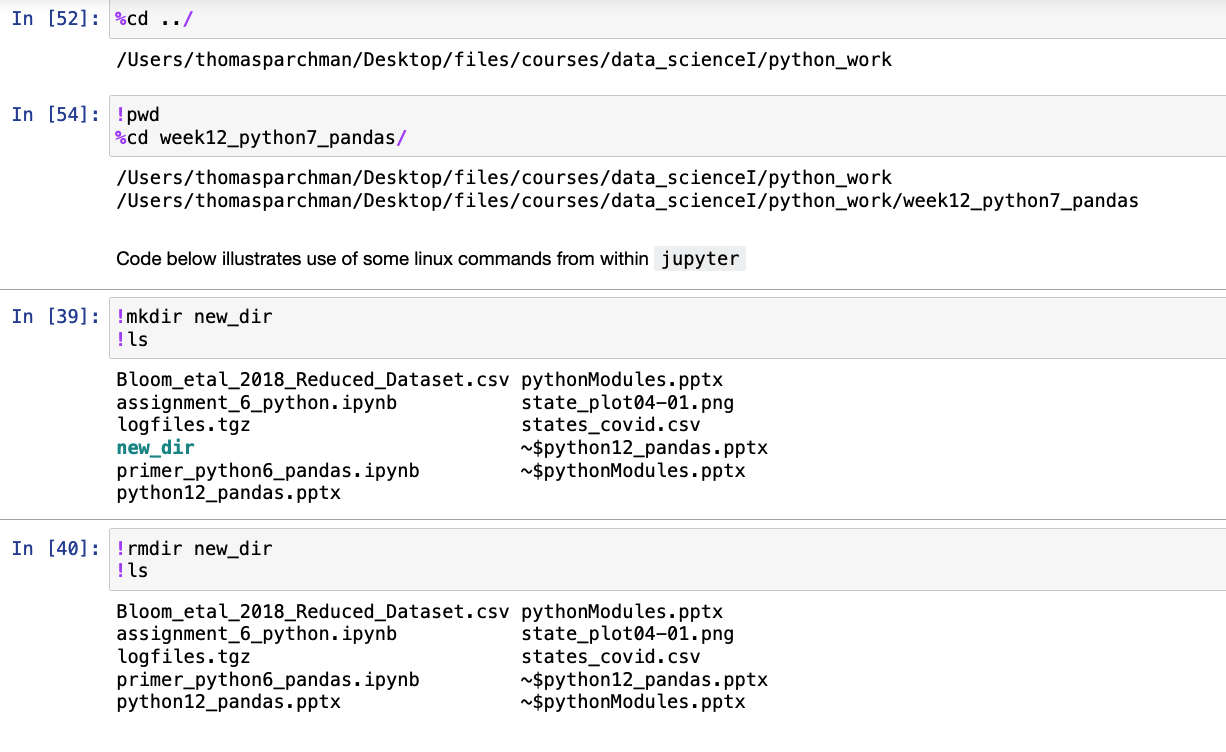 In [52]: %cd ../
/Users/thomasparchman/Desktop/files/courses/data_scienceI/python_work
In [54]: !pwd
%cd week12_python7_pandas/
/Users/thomasparchman/Desktop/files/courses/data_scienceI/python_work
/Users/thomasparchman/Desktop/files/courses/data_scienceI/python_work/week12_python7_pandas
Code below illustrates use of some linux commands from within jupyter
In [39]: !mkdir new_dir
!ls
Bloom_etal_2018_Reduced_Dataset.csv pythonModules.pptx
assignment_6_python.ipynb state_plot04-01.png
logfiles.tgz states_covid.csv
new_dir ~$python12_pandas.pptx
primer_python6_pandas.ipynb ~$pythonModules.pptx
python12_pandas.pptx
In [40]: !rmdir new_dir
!ls
Bloom_etal_2018_Reduced_Dataset.csv pythonModules.pptx
assignment_6_python.ipynb state_plot04-01.png
logfiles.tgz states_covid.csv
primer_python6_pandas.ipynb ~$python12_pandas.pptx
python12_pandas.pptx ~$pythonModules.pptx